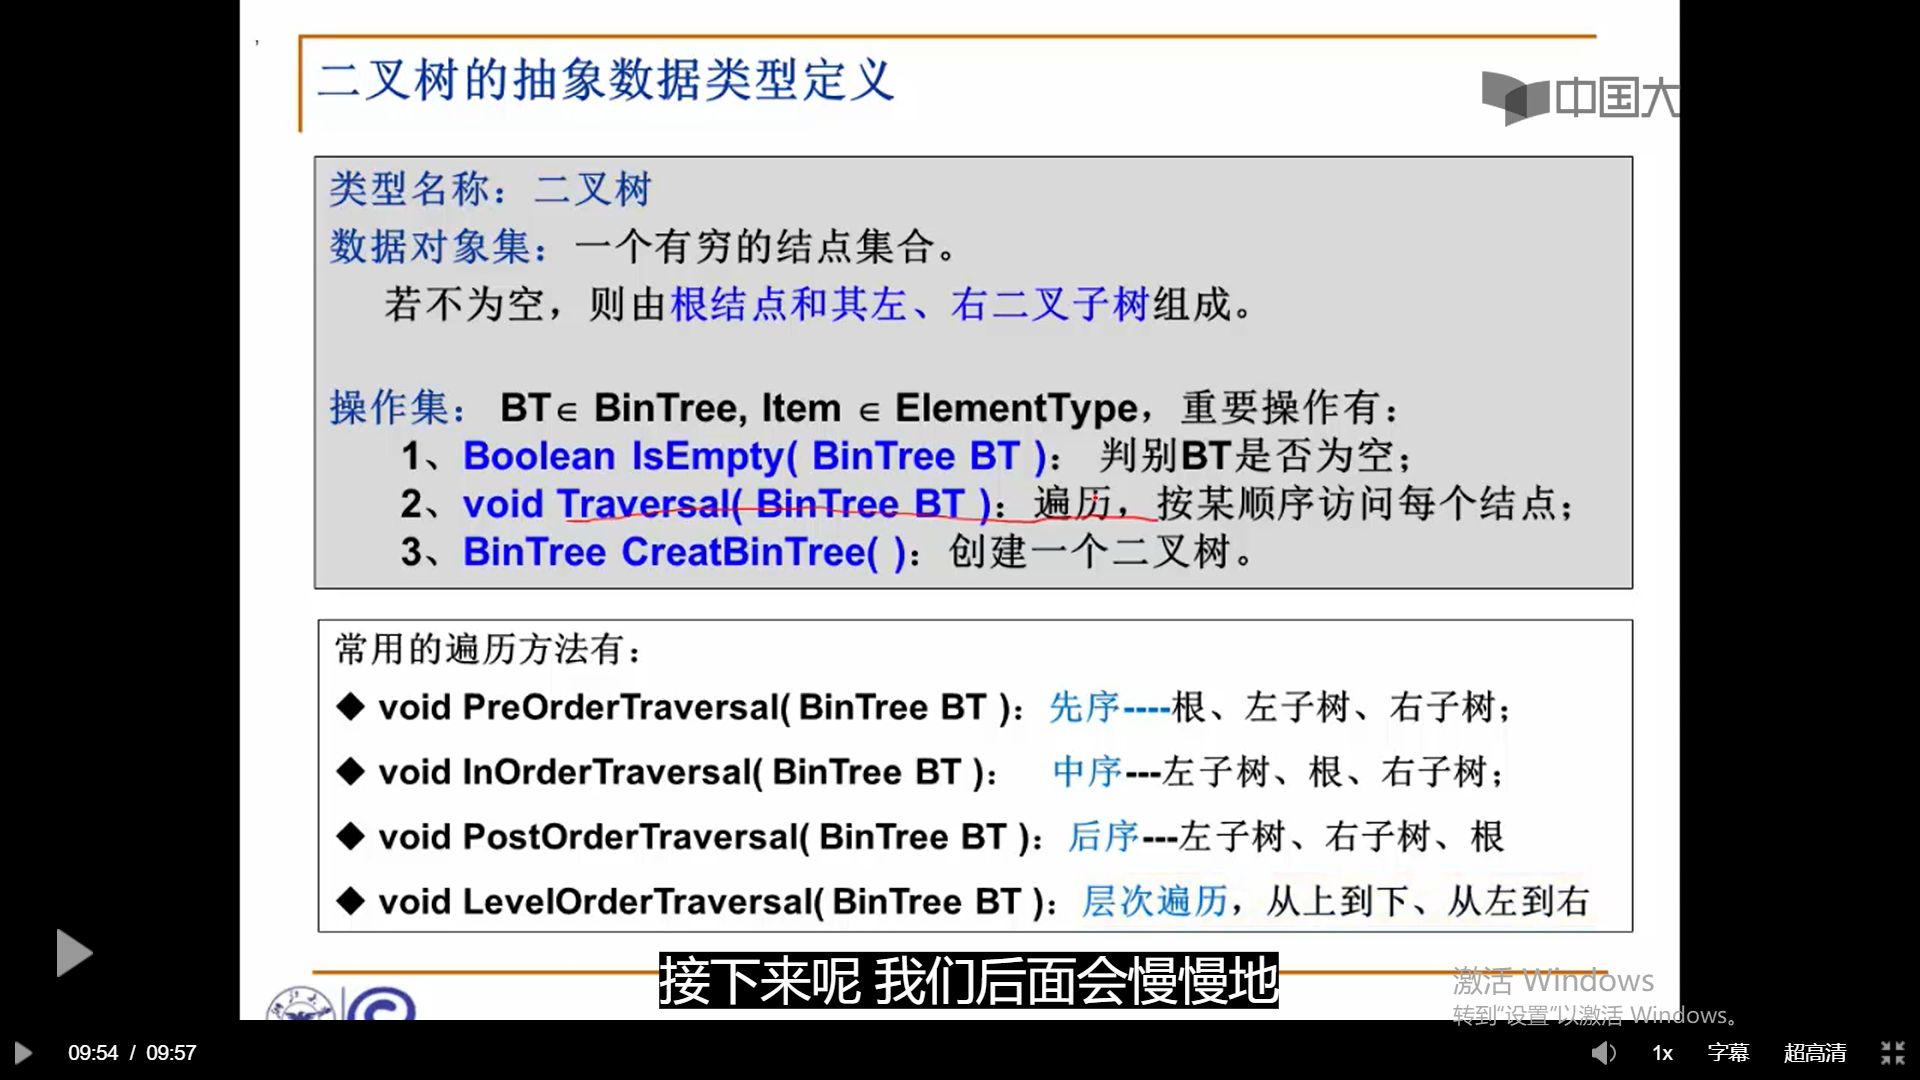 二叉树的抽象数据类型定义
中国大
类型名称：二叉树
数据对象集：一个有穷的结点集合。
若不为空，则由根结点和其左、右二叉子树组成。
操作集： BT∈ BinTree, Item ∈ ElementType，重要操作有：
1、Boolean IsEmpty( BinTree BT )： 判别BT是否为空；
2、void Traversal( BinTree BT )：遍历，按某顺序访问每个结点；
3、BinTree CreatBinTree( )：创建一个二叉树。
常用的遍历方法有：
◆ void PreOrderTraversal( BinTree BT )：先序----根、左子树、右子树；
◆ void InOrderTraversal( BinTree BT )： 中序---左子树、根、右子树；
◆ void PostOrderTraversal( BinTree BT )：后序---左子树、右子树、根
◆ void LevelOrderTraversal( BinTree BT )：层次遍历，从上到下、从左到右
接下来呢 我们后面会慢慢地
激活 Windows
转到“设置”以激活 Windows。
09:54 / 09:57
1x 字幕 超高清